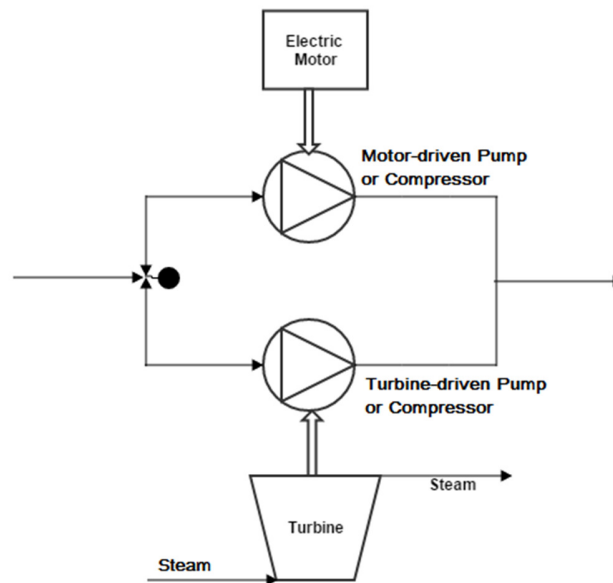 Electric
Motor
Motor-driven Pump
or Compressor
Turbine-driven Pump
or Compressor
Steam
Turbine
Steam